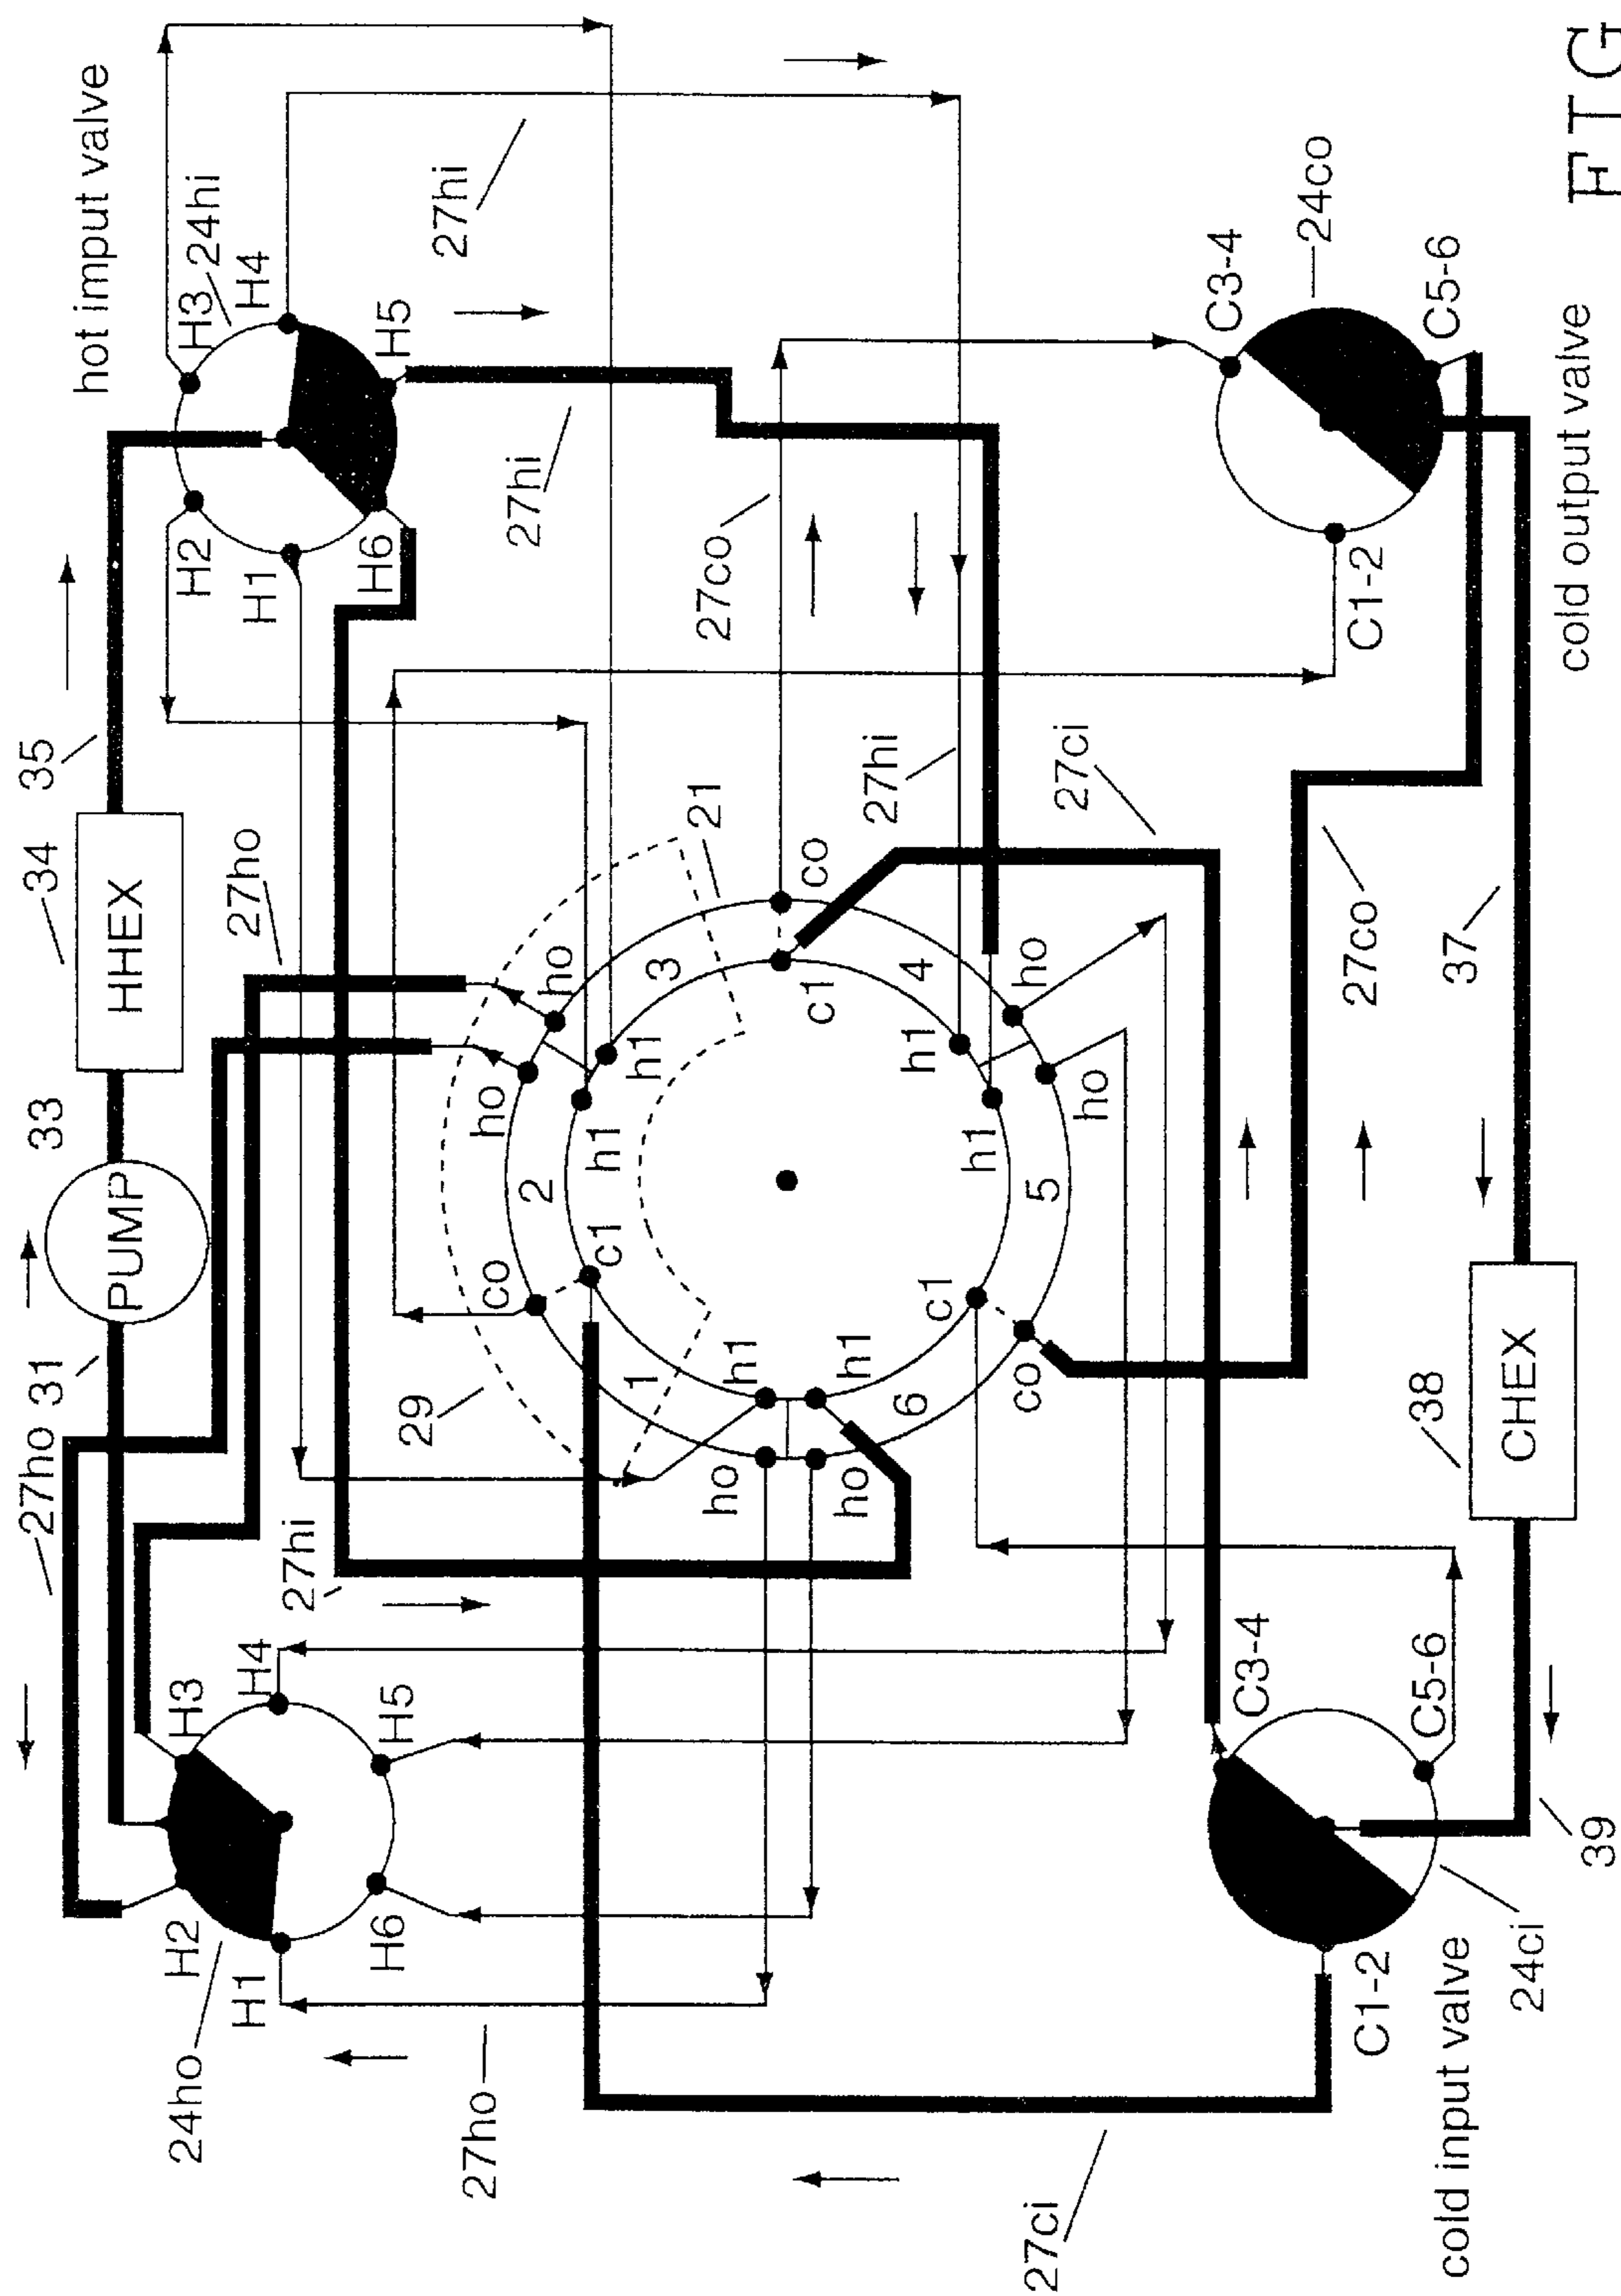 27ho
31
33
34
35
PUMP
HHEX
hot imput valve
24ho
H1
H2
H3
H4
H5
H6
27hi
27ho
H2
H1
H3
24hi
H4
H5
H6
27hi
27hi
27ho
29
co
c1
2
ho
h1
ho
h1
3
21
co
c1
27co
1
h1
ho
h1
ho
6
c1
co
5
h1
ho
h1
ho
4
27hi
27ci
27ci
C1-2
C3-4
C5-6
24ci
cold input valve
39
38
CHEX
37
27co
C1-2
C3-4
C5-6
24co
cold output valve
FIG